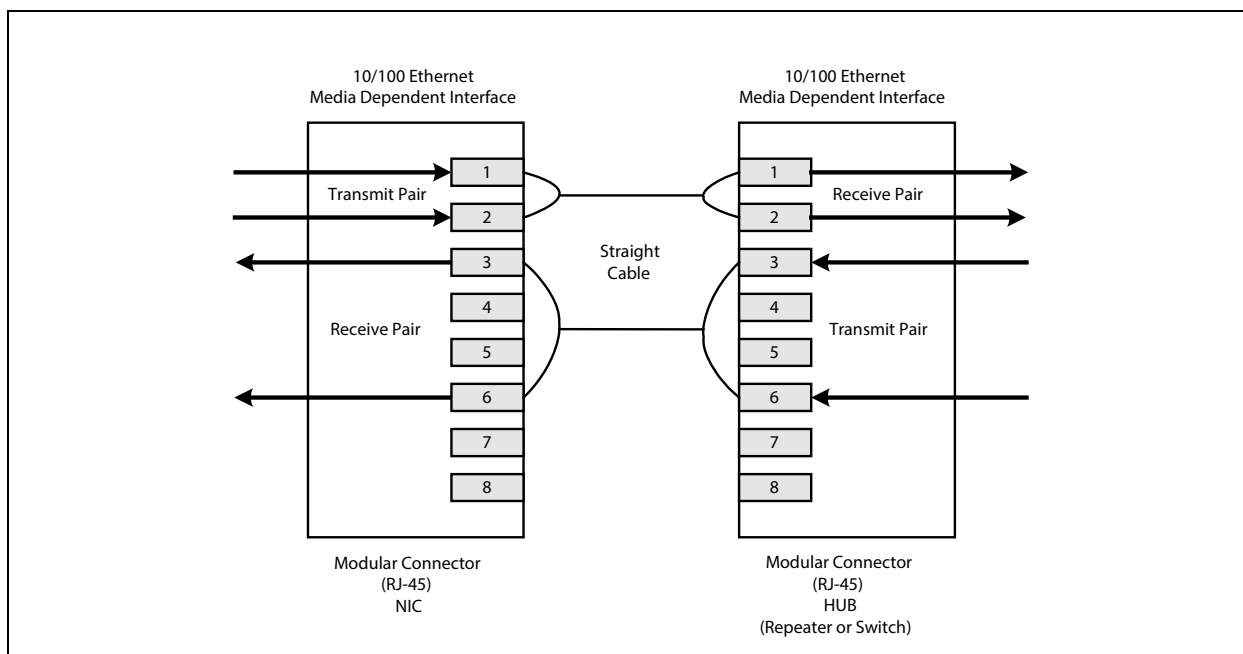 10/100 Ethernet
Media Dependent Interface
1
Transmit Pair
2
3
4
Receive Pair
5
6
7
8
Modular Connector
(RJ-45)
NIC
Straight
Cable
10/100 Ethernet
Media Dependent Interface
1
Receive Pair
2
3
4
Transmit Pair
5
6
7
8
Modular Connector
(RJ-45)
HUB
(Repeater or Switch)